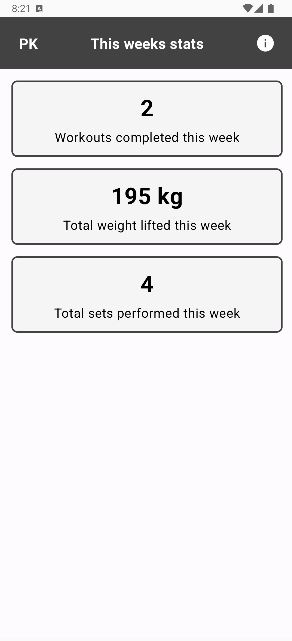 8:21
PK
This weeks stats
2
Workouts completed this week
195 kg
Total weight lifted this week
4
Total sets performed this week